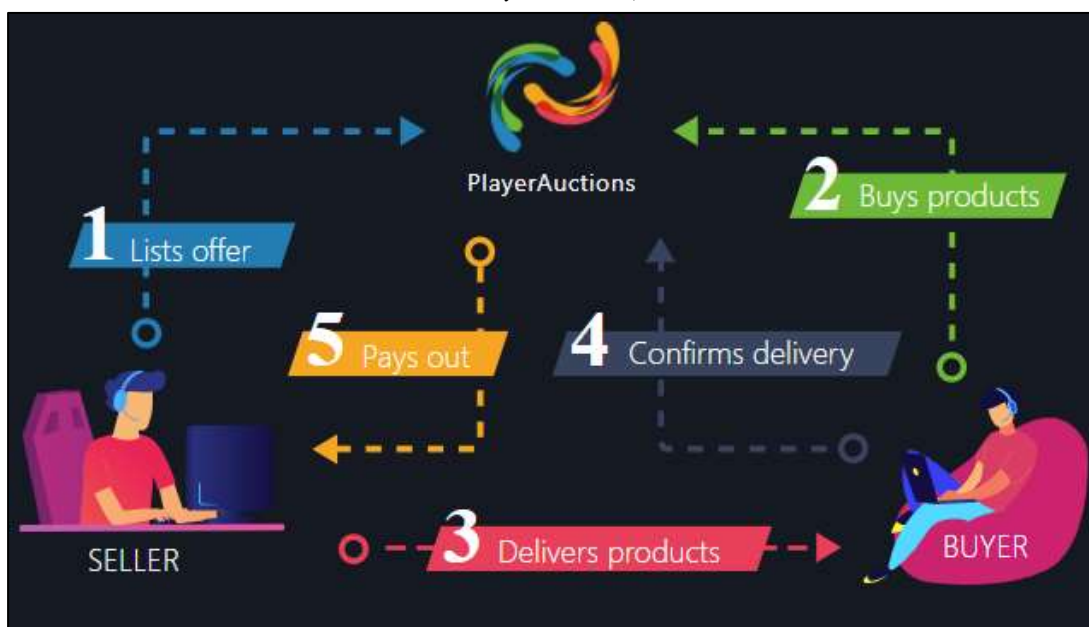 PlayerAuctions
1 Lists offer
2 Buys products
5 Pays out
4 Confirms delivery
3 Delivers products
SELLER
BUYER